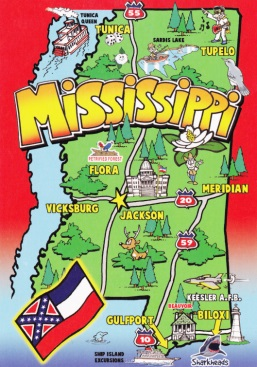 TUNICA
QUEEN
TUNICA
55
SARDIS LAKE
TUPELO
MISSISSIPPI
PETRIFIED FOREST
FLORA
MERIDIAN
VICKSBURG
JACKSON
20
59
KEESLER A.F.B.
BEAUVOIR
GULFPORT
BILOXI
10
SHIP ISLAND
EXCURSIONS
Sharkheads